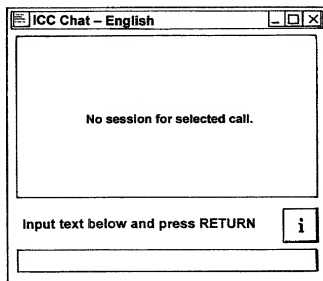 ICC Chat – English
No session for selected call.
Input text below and press RETURN
i